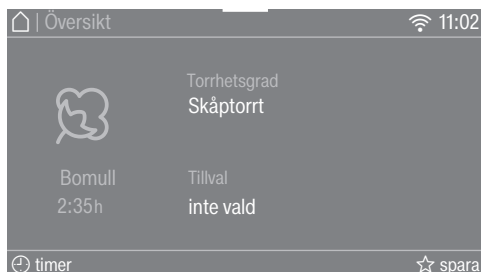 | Översikt 11:02
Torrhetsgrad
Skåptorrt
Bomull
2:35h
Tillval
inte vald
timer spara